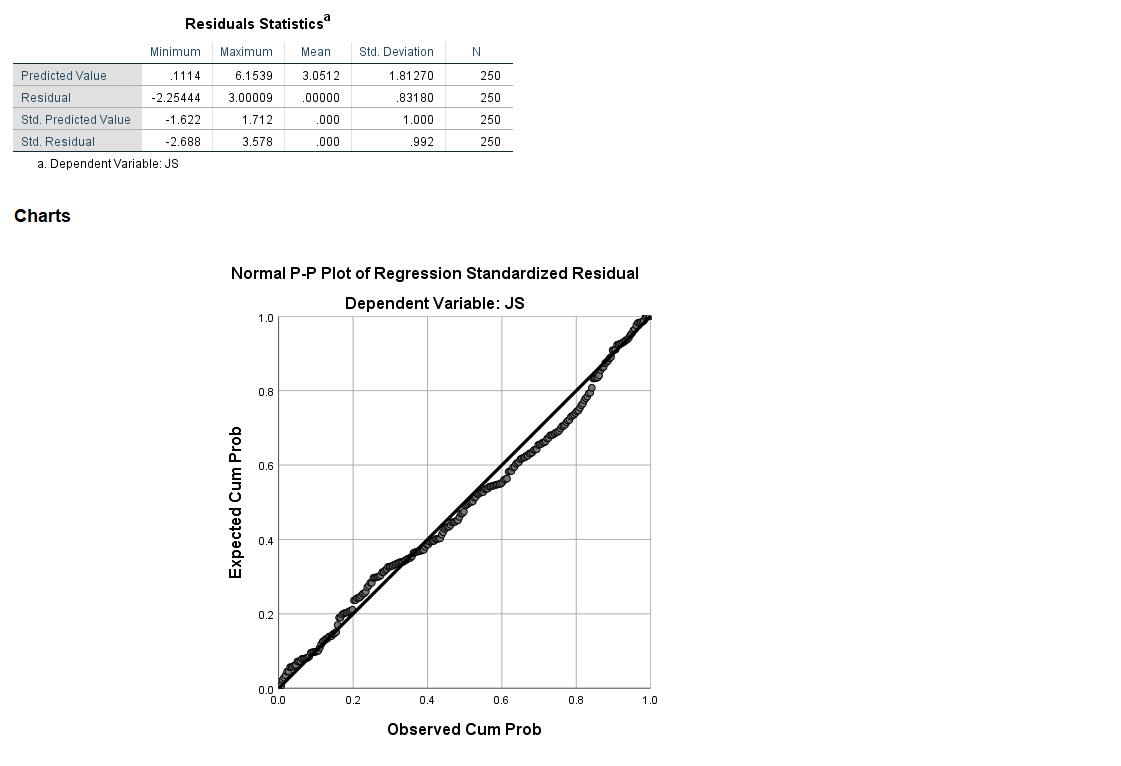 Residuals Statisticsa
Minimum Maximum Mean Std. Deviation N
Predicted Value .1114 6.1539 3.0512 1.81270 250
Residual -2.25444 3.00009 .00000 .83180 250
Std. Predicted Value -1.622 1.712 .000 1.000 250
Std. Residual -2.688 3.578 .000 .992 250
a. Dependent Variable: JS
Charts
Normal P-P Plot of Regression Standardized Residual
Dependent Variable: JS
1.0
0.8
0.6
0.4
0.2
0.0
Expected Cum Prob
0.0 0.2 0.4 0.6 0.8 1.0
Observed Cum Prob